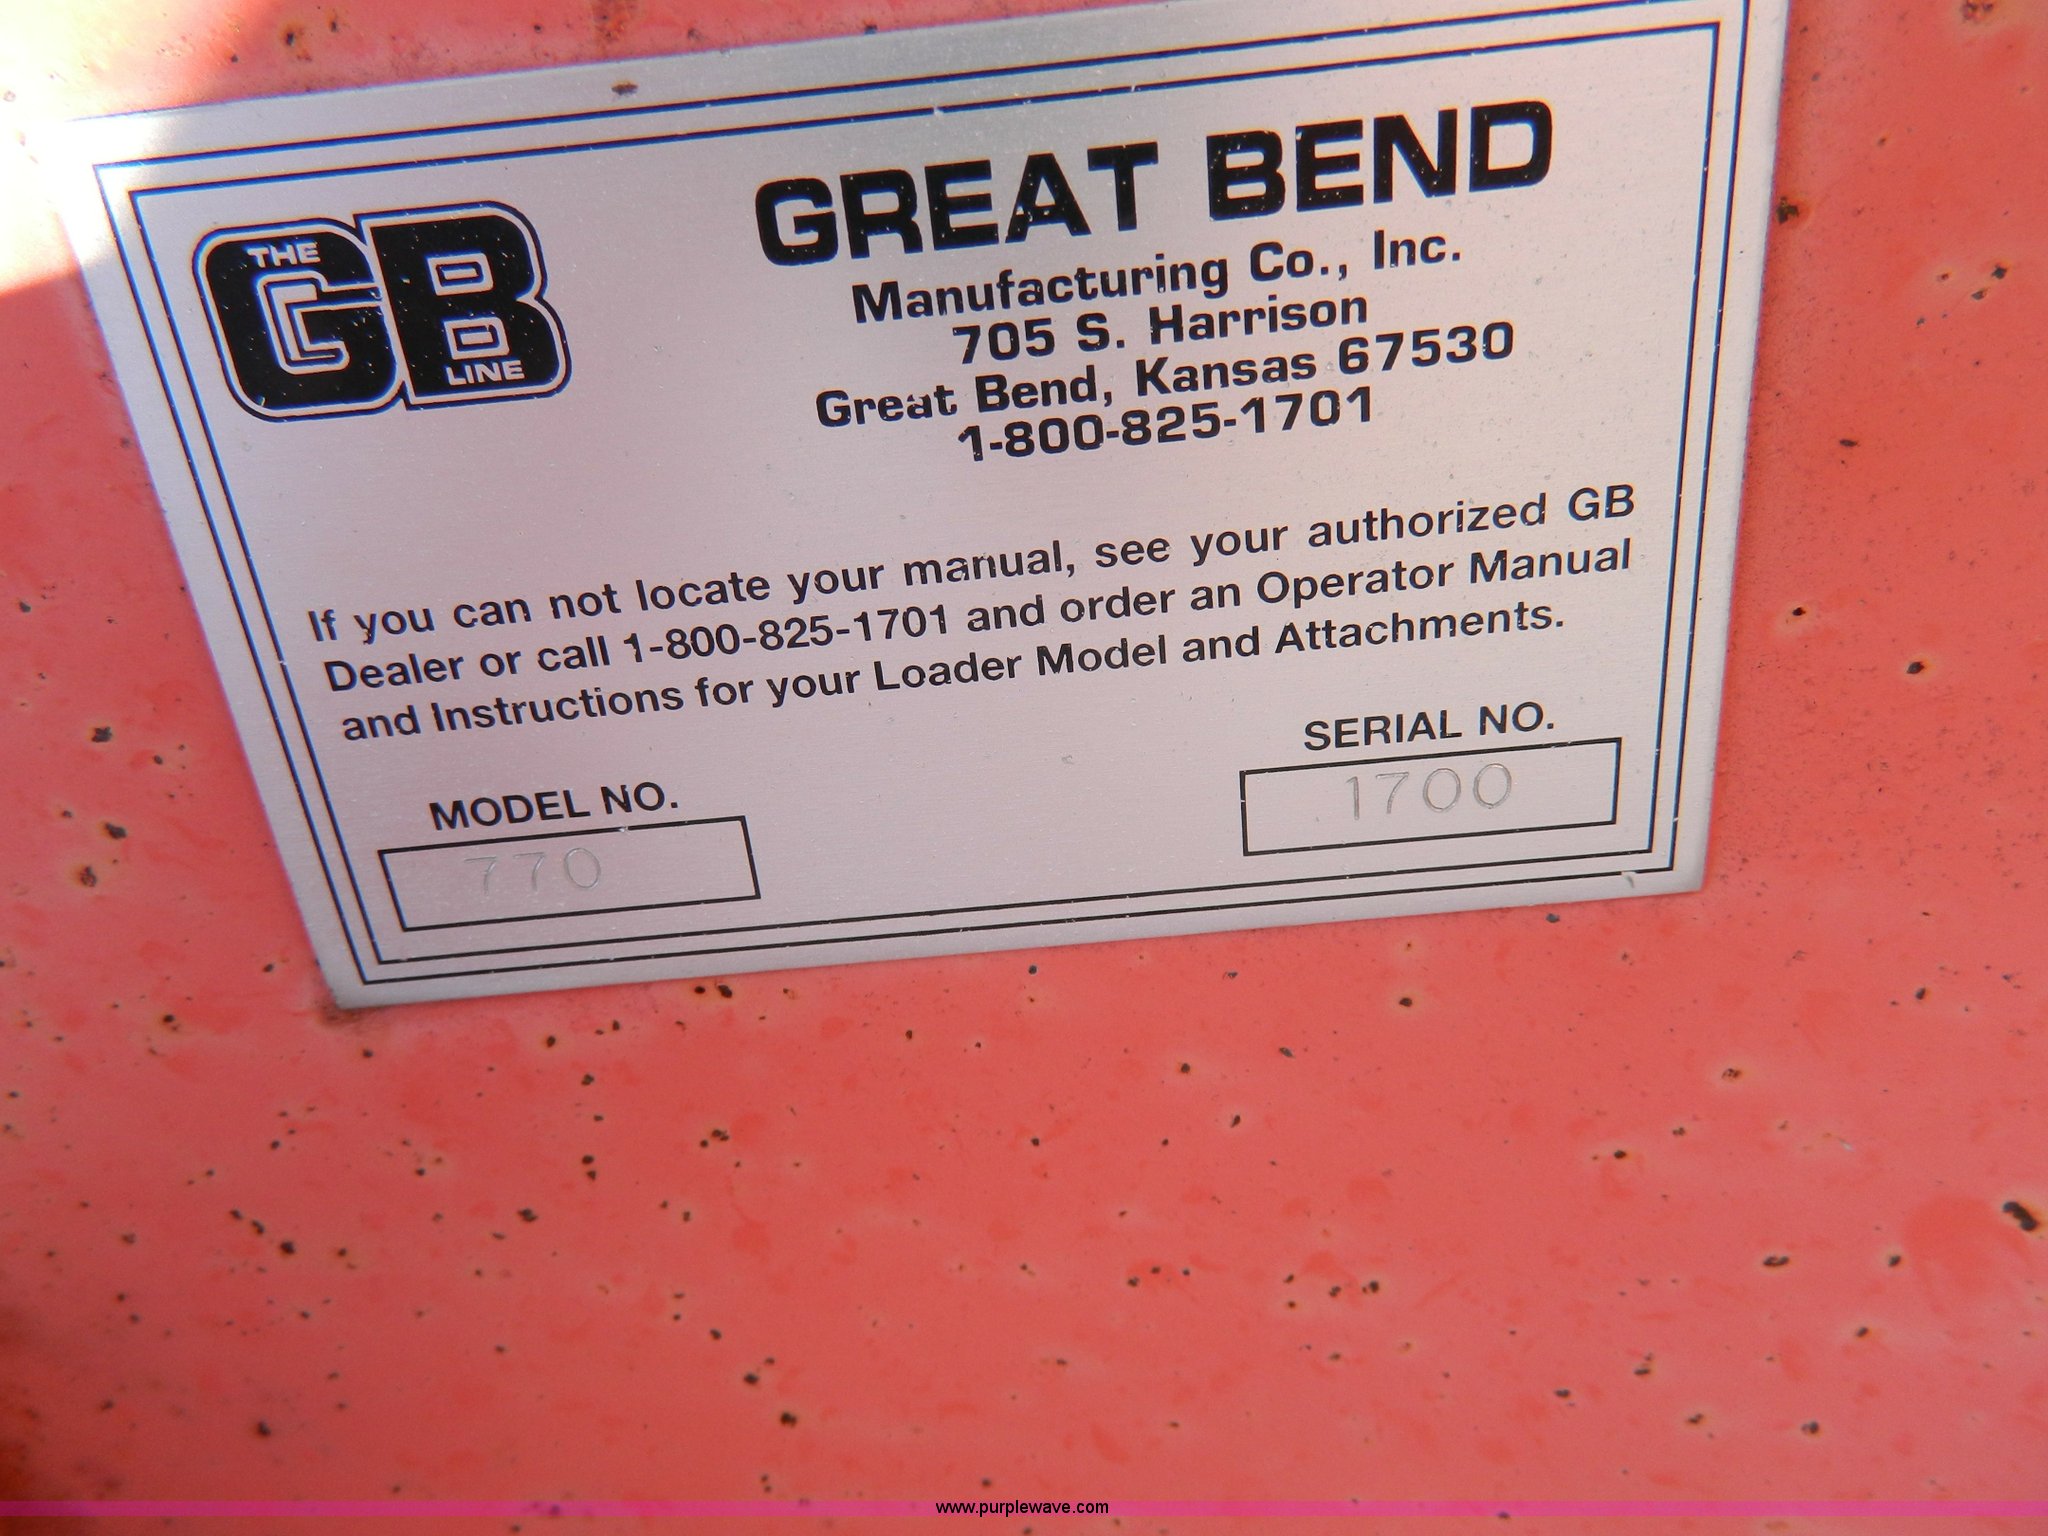 THE
GB
LINE
GREAT BEND
Manufacturing Co., Inc.
705 S. Harrison
Great Bend, Kansas 67530
1-800-825-1701
If you can not locate your manual, see your authorized GB
Dealer or call 1-800-825-1701 and order an Operator Manual
and Instructions for your Loader Model and Attachments.
MODEL NO.
770
SERIAL NO.
1700
www.purplewave.com